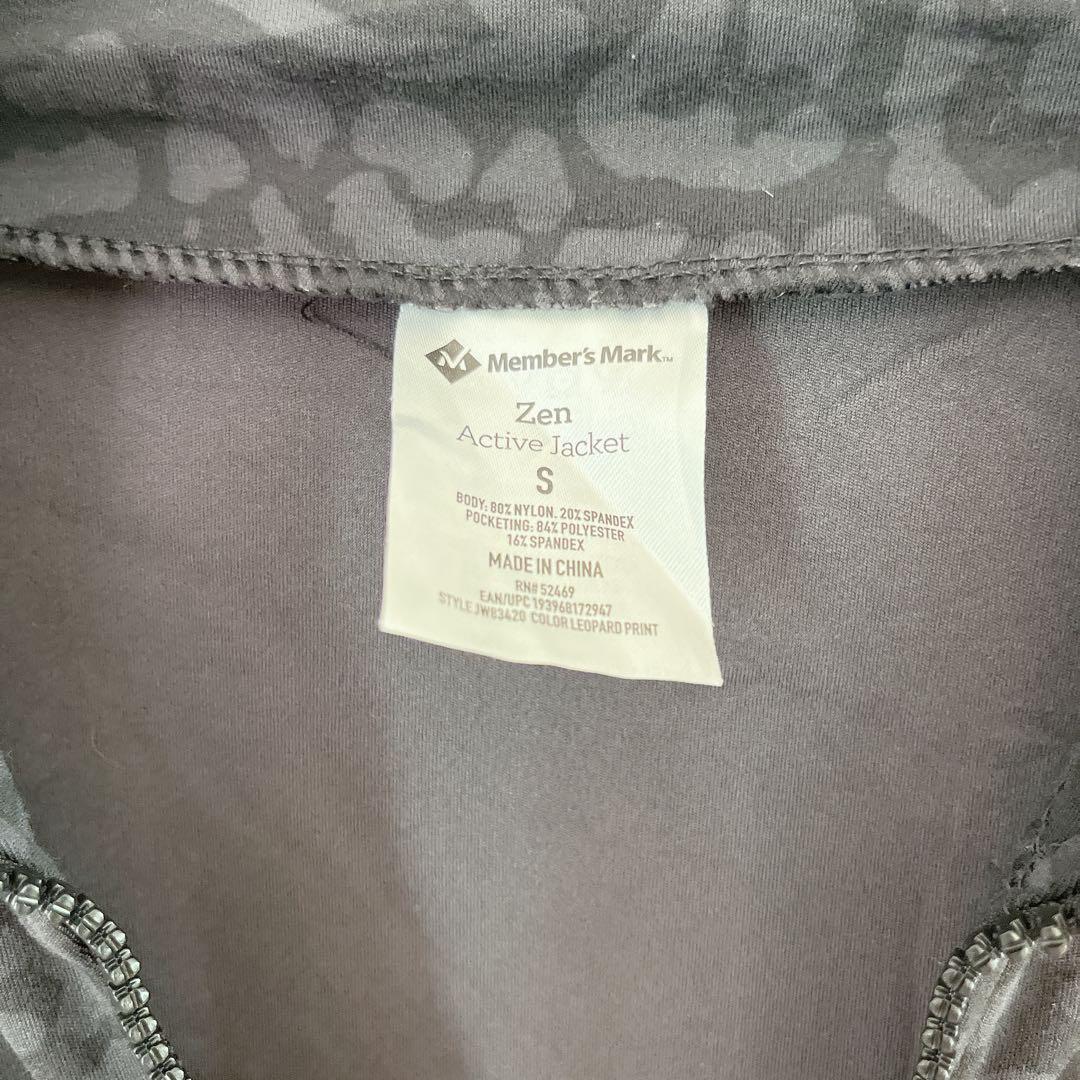 Member's Mark™
Zen
Active Jacket
S
BODY: 80% NYLON. 20% SPANDEX
POCKETING: 84% POLYESTER
16% SPANDEX
MADE IN CHINA
RN# 52469
EAN/UPC 193968172947
STYLE JW83420 COLOR LEOPARD PRINT